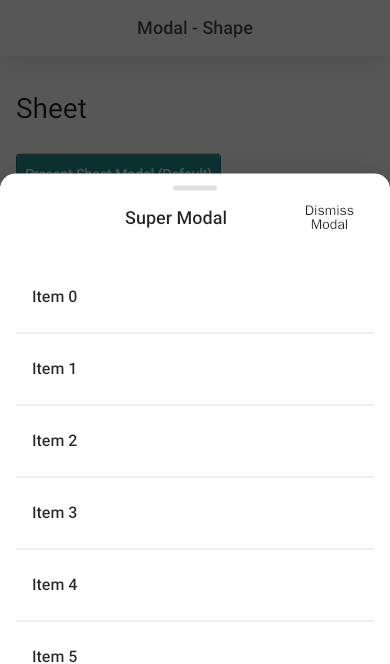 Modal - Shape
Sheet
Present Sheet Modal (Default)
Super Modal
Dismiss
Modal
Item 0
Item 1
Item 2
Item 3
Item 4
Item 5